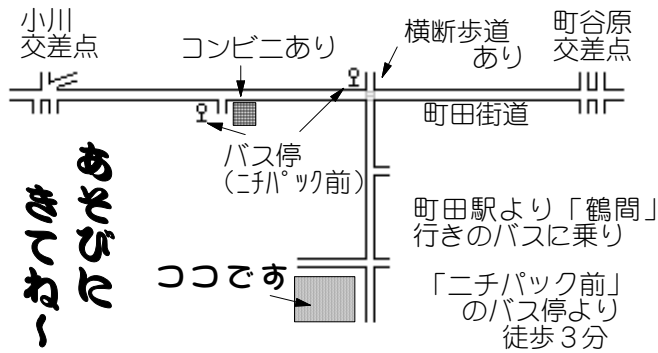 小川
交差点
コンビニあり
横断歩道
あり
町谷原
交差点
町田街道
バス停
（ニチパック前）
あそびに
きてね～
町田駅より「鶴間」
行きのバスに乗り
ココです
「ニチパック前」
のバス停より
徒歩３分